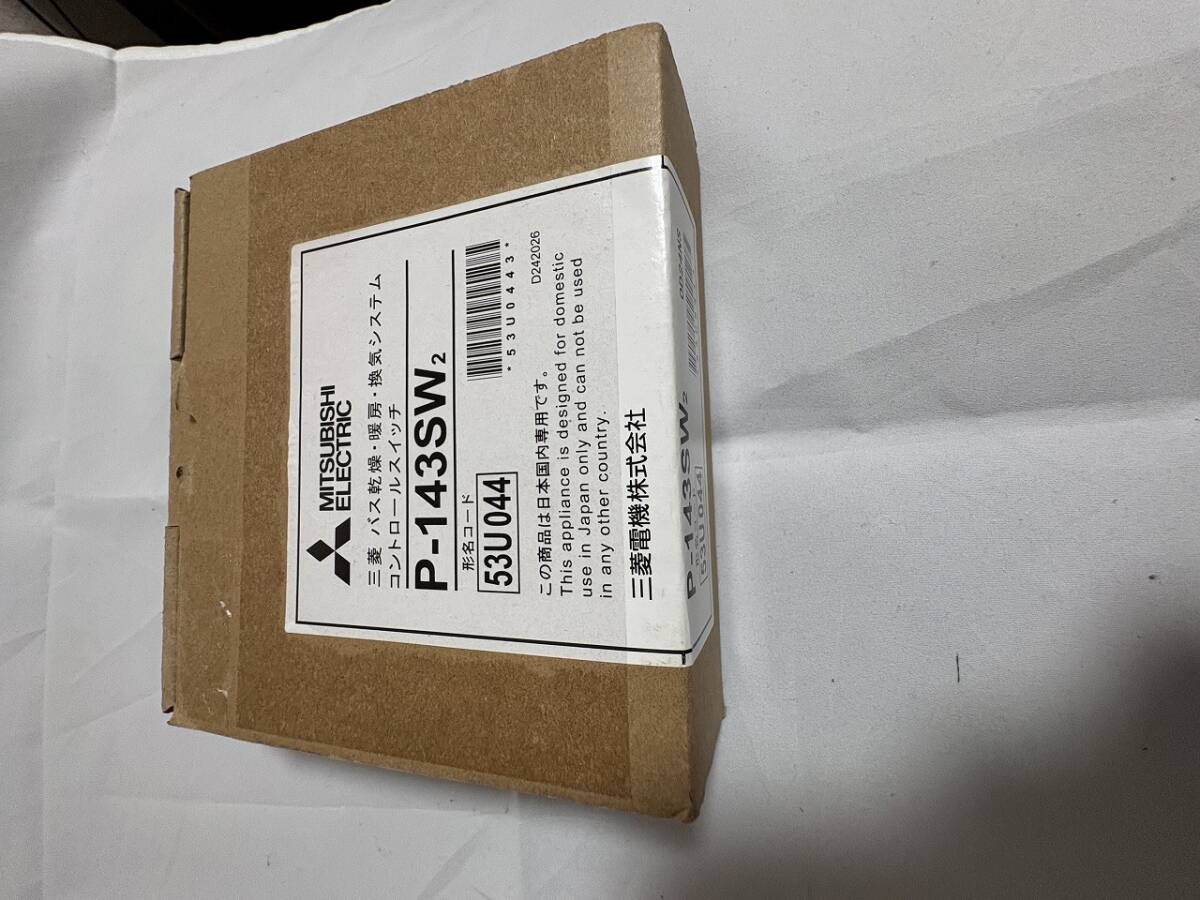 MITSUBISHI
ELECTRIC
三菱 バス乾燥・暖房・換気システム
コントロールスイッチ
P-143SW₂
形名コード
53U044
*53U0443*
D242026
この商品は日本国内専用です。
This appliance is designed for domestic
use in Japan only and can not be used
in any other country.
三菱電機株式会社
P-143SW₂
53U044